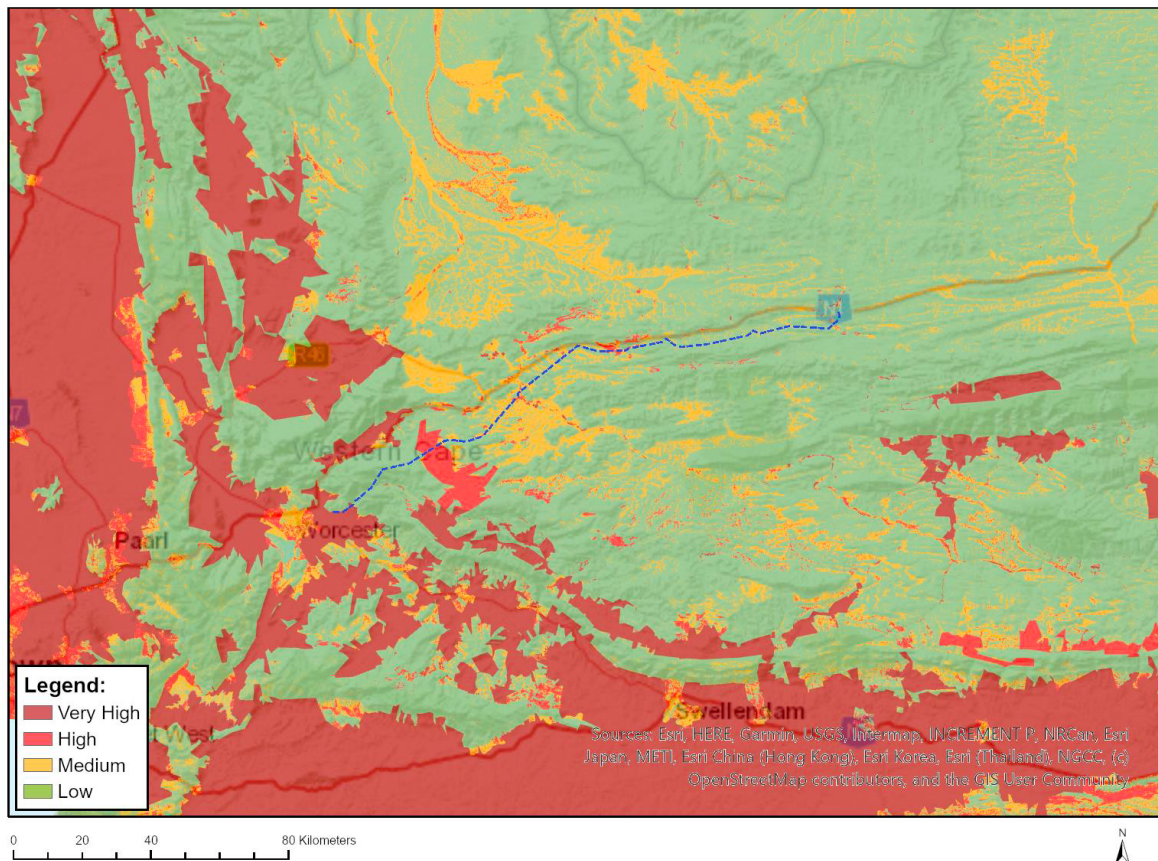 R46
N1
Western Cape
Worcester
Paarl
Swellendam
Sources: Esri, HERE, Garmin, USGS, Intermap, INCREMENT P, NRCan, Esri
Japan, METI, Esri China (Hong Kong), Esri Korea, Esri (Thailand), NGCC, (c)
OpenStreetMap contributors, and the GIS User Community
Legend:
Very High
High
Medium
Low
West
0 20 40 80 Kilometers
N